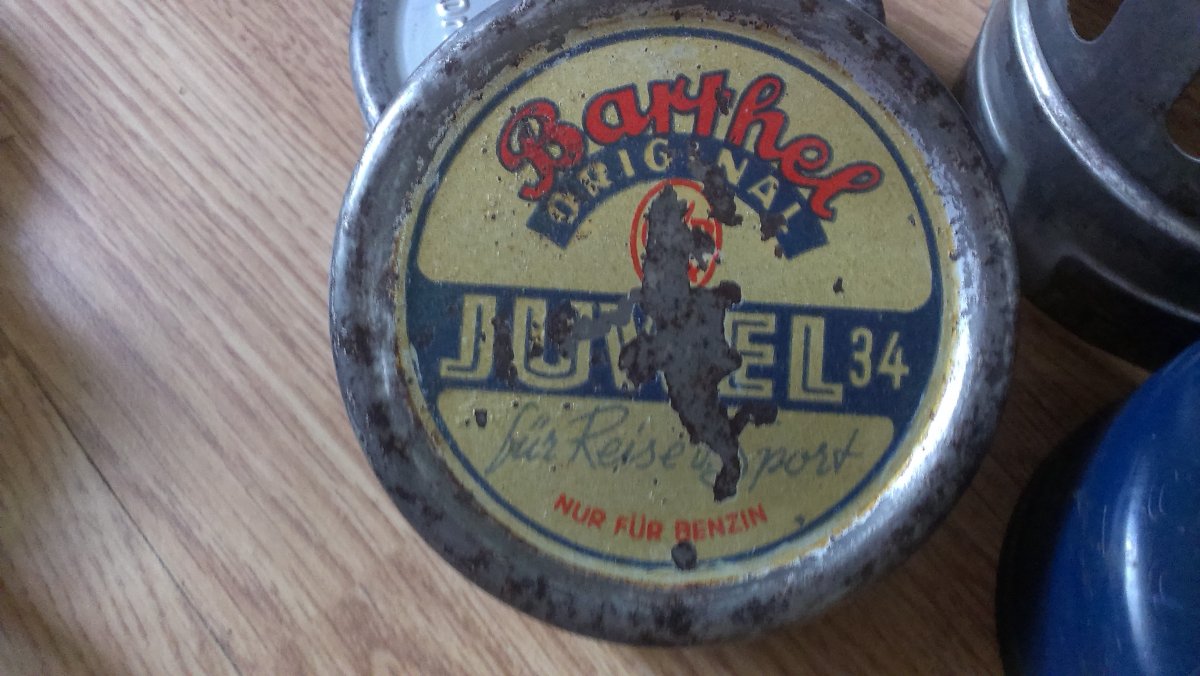 Barthel
ORIGINAL
JUWEL 34
für Reise u. Sport
NUR FÜR BENZIN